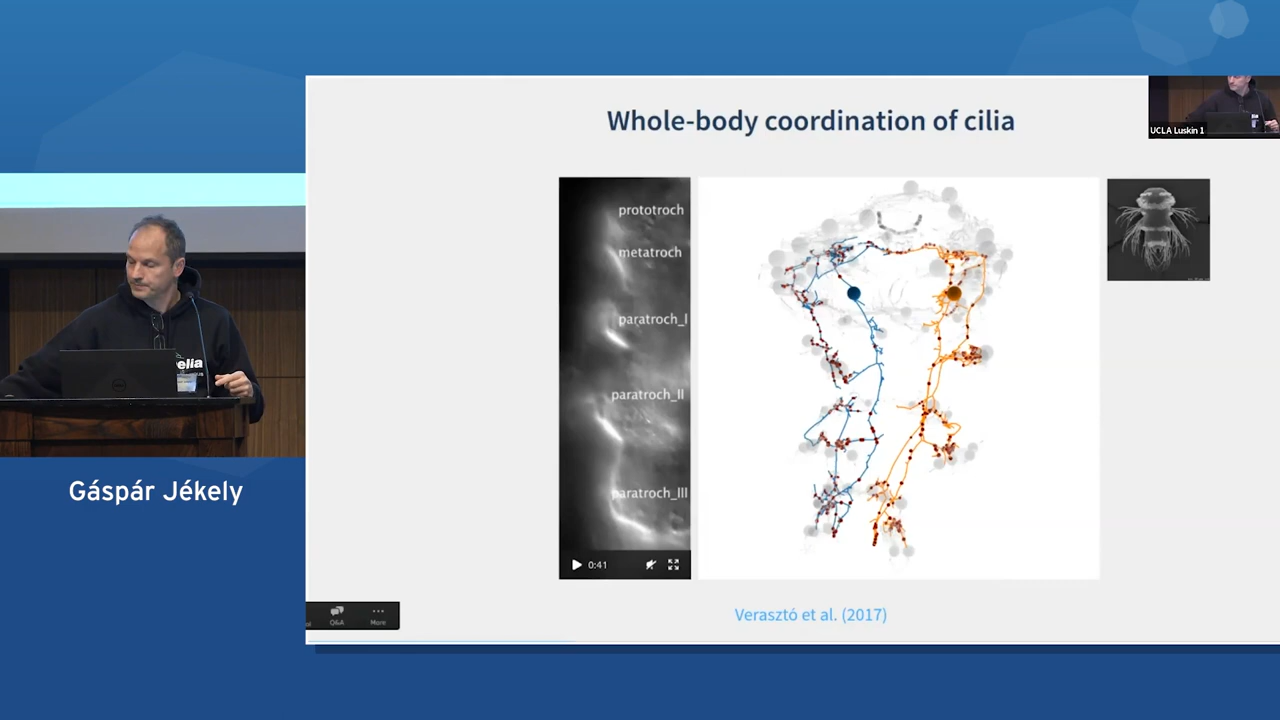 Whole-body coordination of cilia
UCLA Luskin 1
prototroch
metatroch
paratroch_I
paratroch_II
paratroch_III
0:41
elia
Gáspár Jékely
Q&A
More
Verasztó et al. (2017)